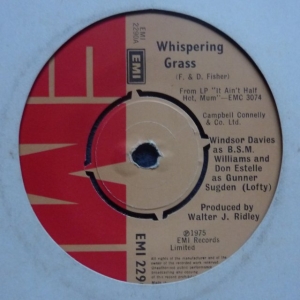 Whispering
Grass
(F. & D. Fisher)
From LP "It Ain't Half
Hot, Mum" —EMC 3074
Campbell Connelly
& Co. Ltd.
Windsor Davies
as B.S.M.
Williams and
Don Estelle
as Gunner
Sugden (Lofty)
Produced by
Walter J. Ridley
℗1975
EMI Records
Limited
EMI
EMI
2290A
EMI 229